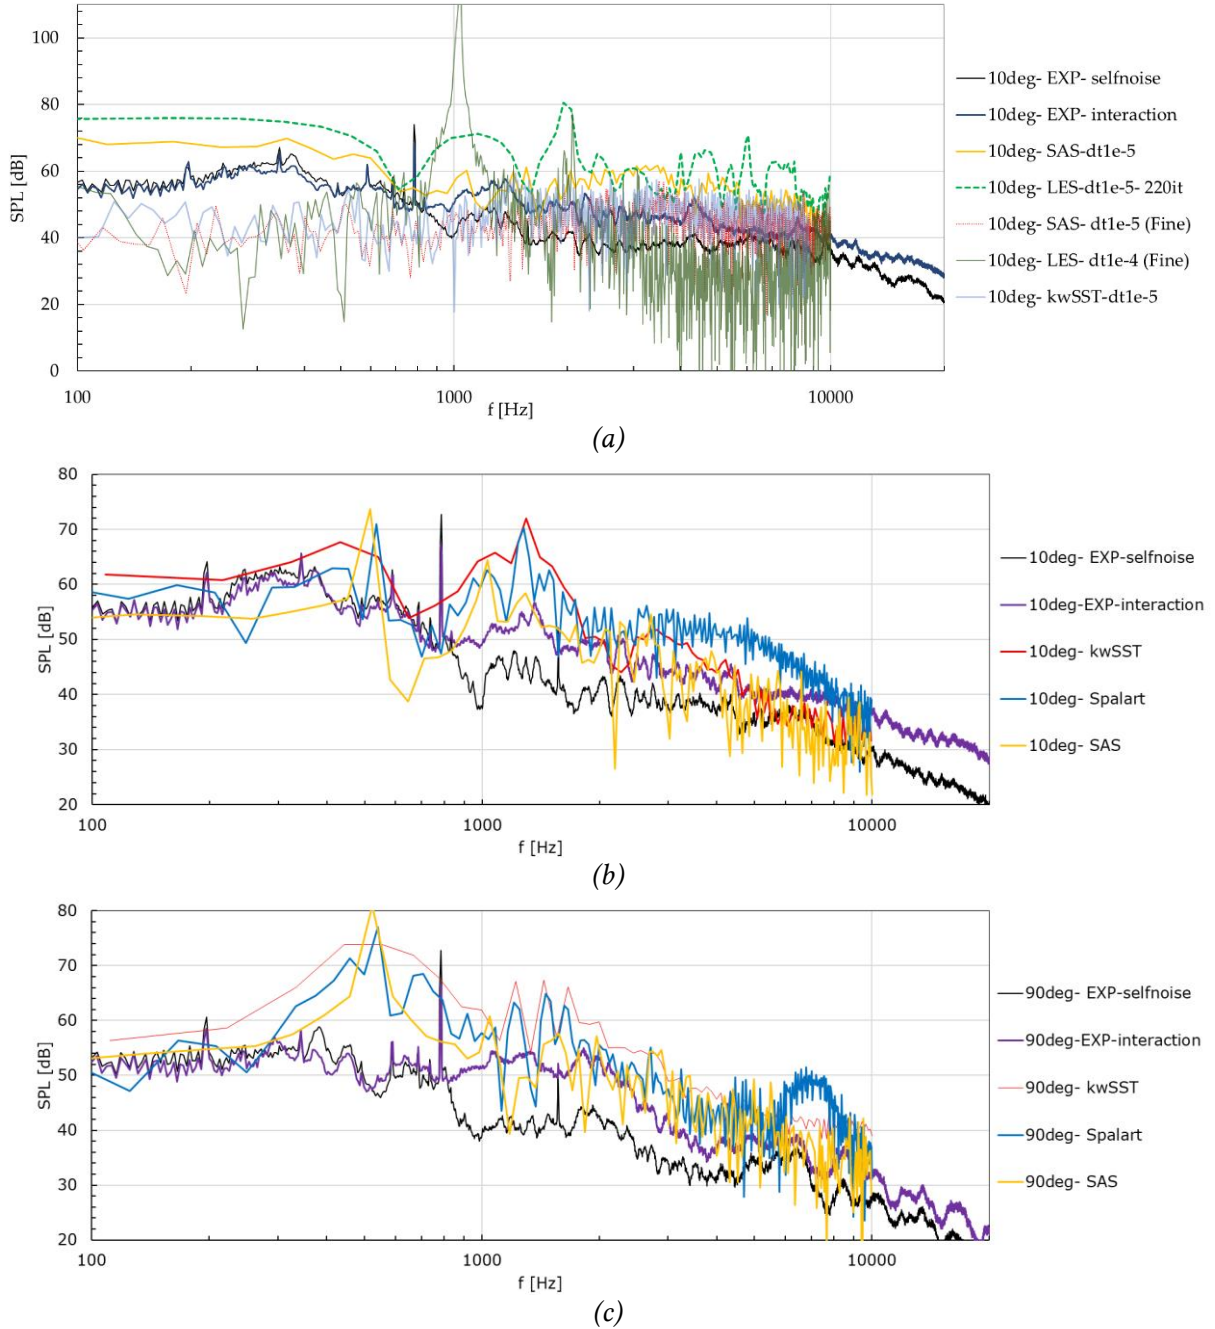 100
80
60
40
20
0
SPL [dB]
100
1000
10000
f [Hz]
10deg- EXP- selfnoise
10deg- EXP- interaction
10deg- SAS-dt1e-5
10deg- LES-dt1e-5- 220it
10deg- SAS- dt1e-5 (Fine)
10deg- LES- dt1e-4 (Fine)
10deg- kwSST-dt1e-5
(a)
80
70
60
50
40
30
20
SPL [dB]
100
1000
10000
f [Hz]
10deg- EXP-selfnoise
10deg-EXP-interaction
10deg- kwSST
10deg- Spalart
10deg- SAS
(b)
80
70
60
50
40
30
20
SPL [dB]
100
1000
10000
f [Hz]
90deg- EXP-selfnoise
90deg-EXP-interaction
90deg- kwSST
90deg- Spalart
90deg- SAS
(c)